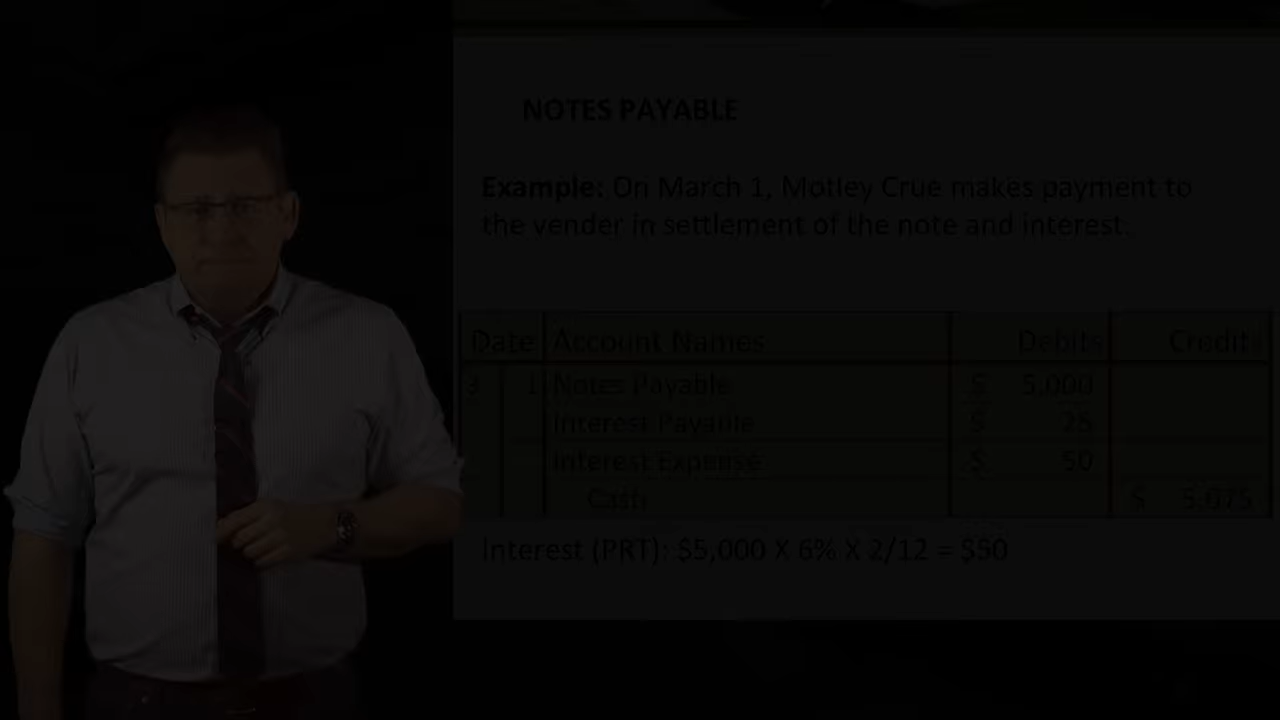 NOTES PAYABLE
Example: On March 1, Motley Crue makes payment to
the vender in settlement of the note and interest.
Date Account Names Debits Credits
3 1 Notes Payable $ 5,000
Interest Payable $ 25
Interest Expense $ 50
Cash $ 5,075
Interest (PRT): $5,000 X 6% X 2/12 = $50